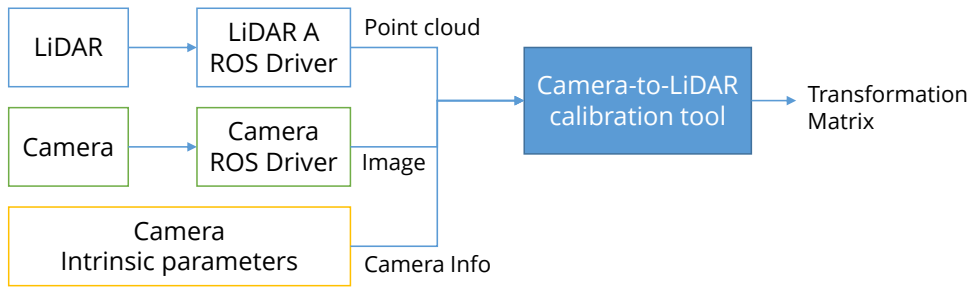 LiDAR
LiDAR A
ROS Driver
Point cloud
Camera
Camera
ROS Driver
Image
Camera
Intrinsic parameters
Camera Info
Camera-to-LiDAR
calibration tool
Transformation
Matrix